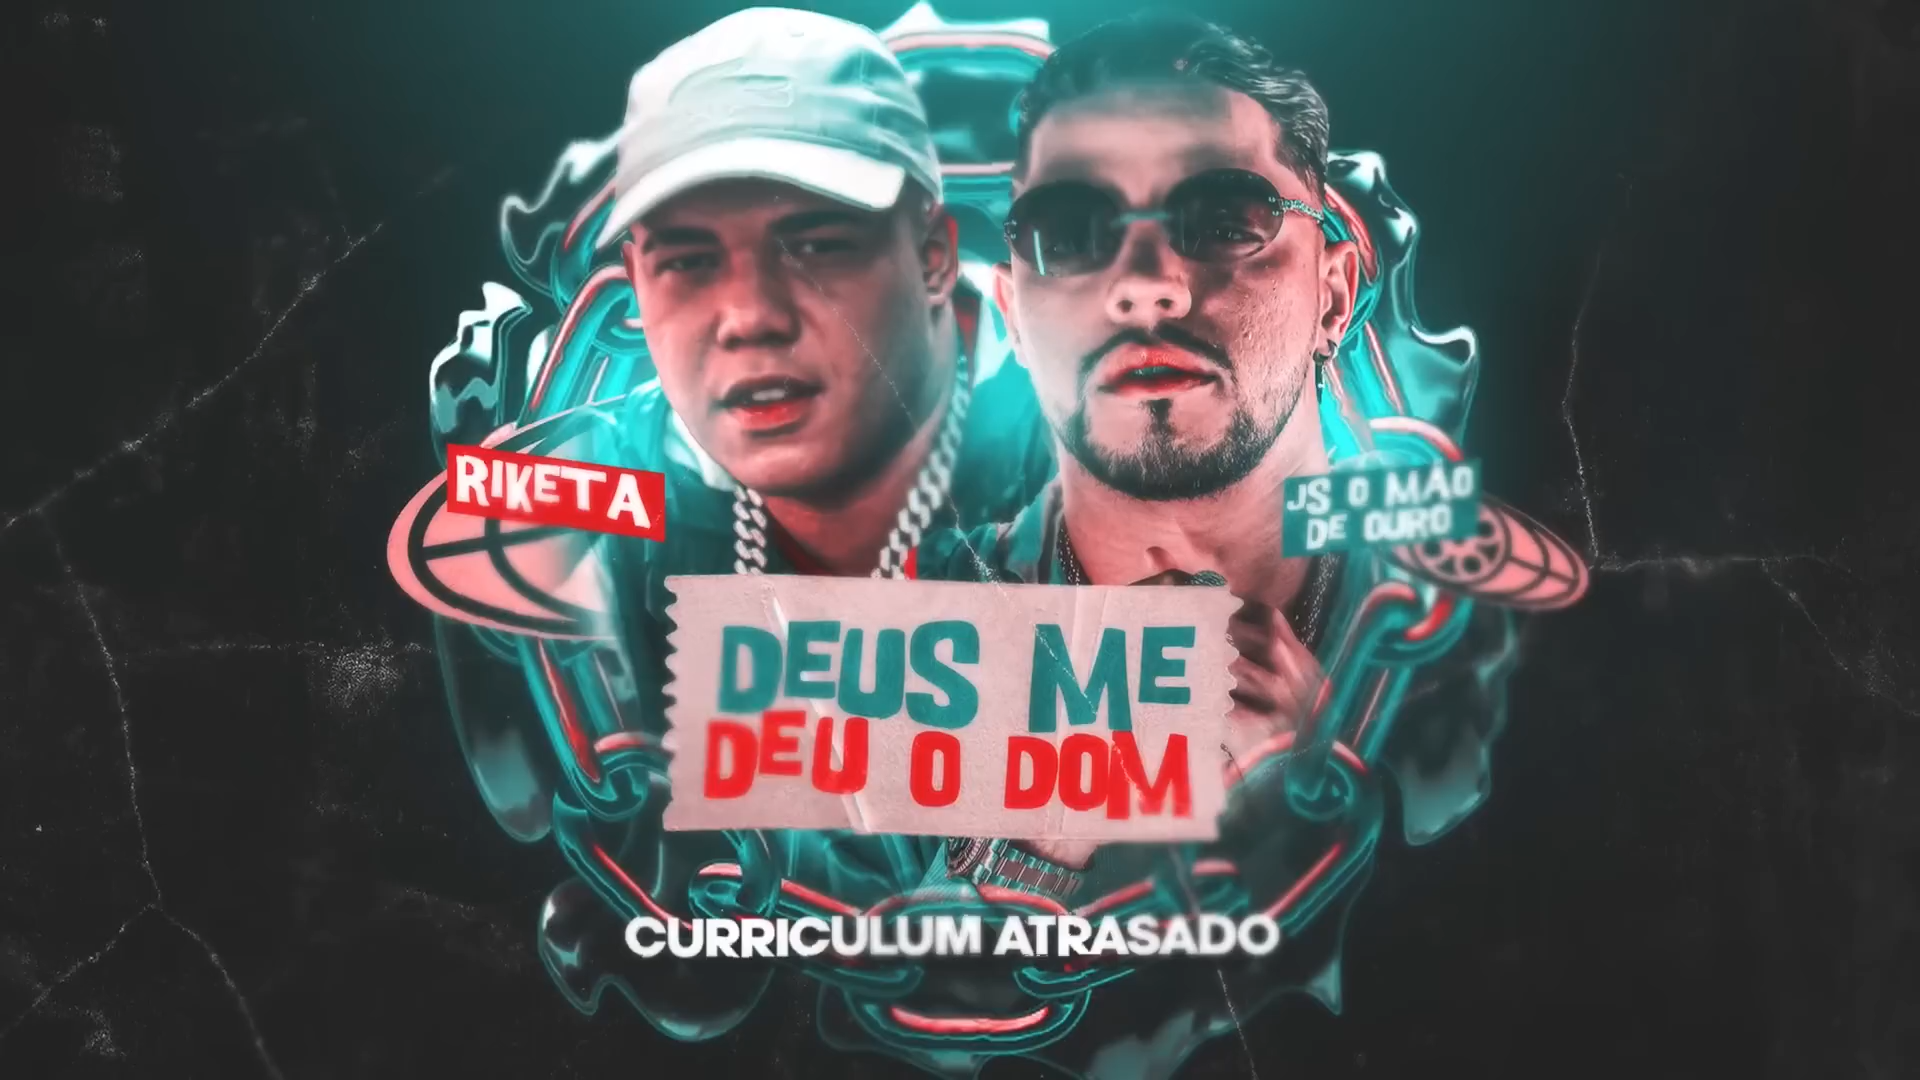 RIKETA
JS O MÃO
DE OURO
DEUS ME
DEU O DOM
CURRICULUM ATRASADO